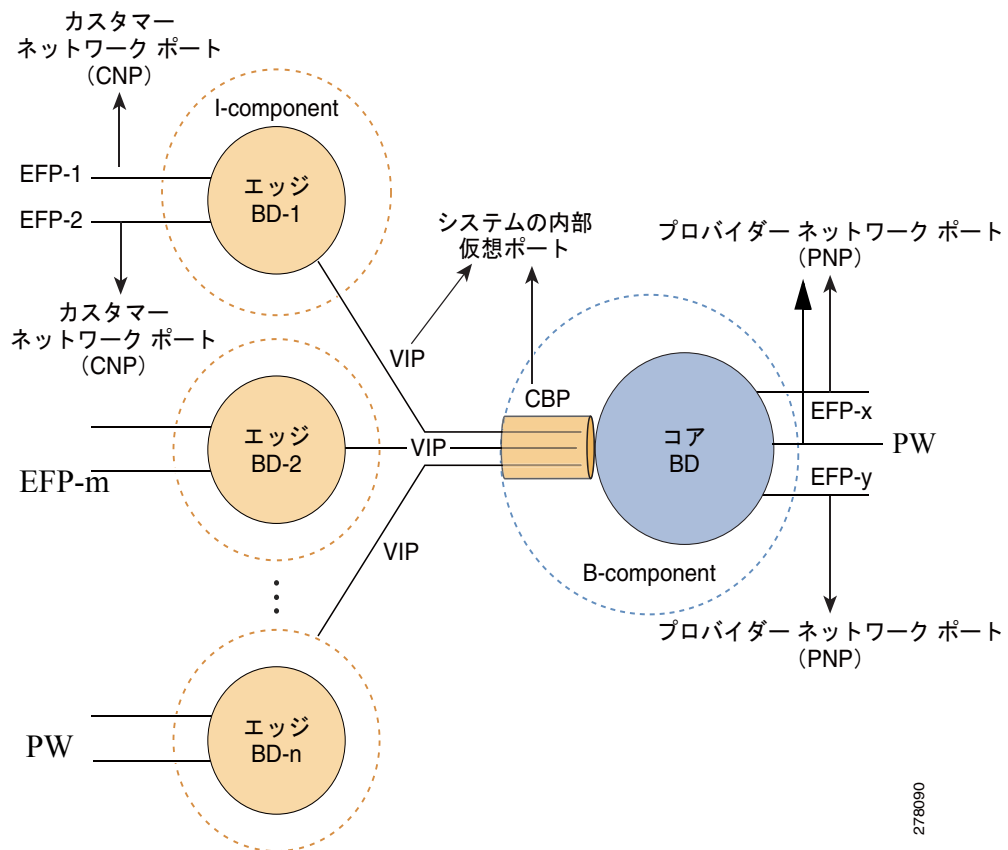 カスタマー
ネットワーク ポート
（CNP）
I-component
EFP-1
EFP-2
エッジ
BD-1
カスタマー
ネットワーク ポート
（CNP）
システムの内部
仮想ポート
プロバイダー ネットワーク ポート
（PNP）
VIP
CBP
エッジ
BD-2
EFP-m
VIP
コア
BD
EFP-x
PW
EFP-y
VIP
B-component
プロバイダー ネットワーク ポート
（PNP）
エッジ
BD-n
PW
278090